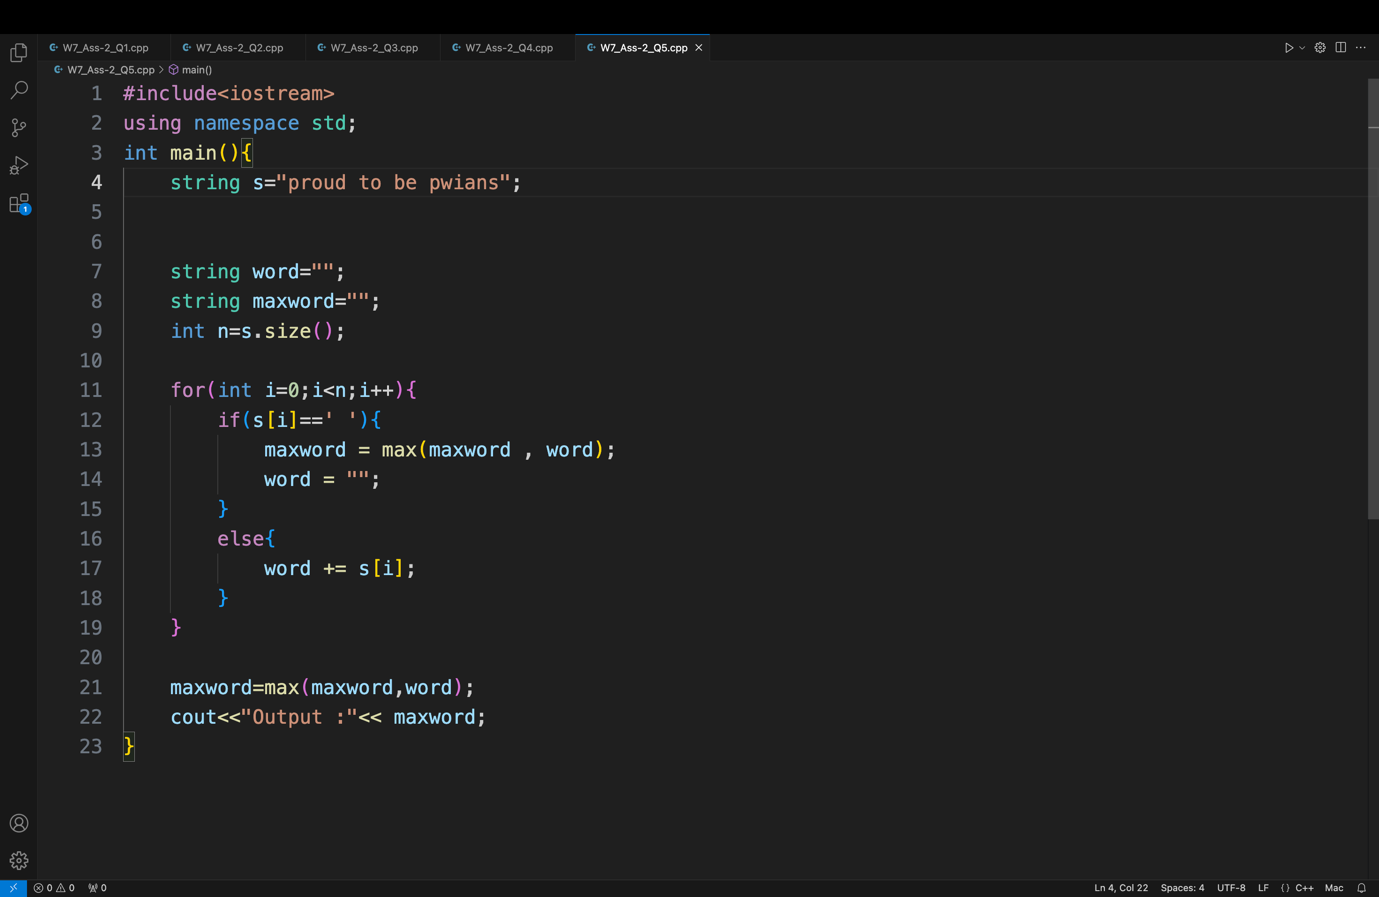 W7_Ass-2_Q1.cpp W7_Ass-2_Q2.cpp W7_Ass-2_Q3.cpp W7_Ass-2_Q4.cpp W7_Ass-2_Q5.cpp
W7_Ass-2_Q5.cpp > main()
1 #include<iostream>
2 using namespace std;
3 int main(){
4     string s="proud to be pwians";
5
6
7     string word="";
8     string maxword="";
9     int n=s.size();
10
11     for(int i=0;i<n;i++){
12         if(s[i]==' '){
13             maxword = max(maxword , word);
14             word = "";
15         }
16         else{
17             word += s[i];
18         }
19     }
20
21     maxword=max(maxword,word);
22     cout<<"Output :"<< maxword;
23 }
1
0 0 0 Ln 4, Col 22 Spaces: 4 UTF-8 LF {} C++ Mac